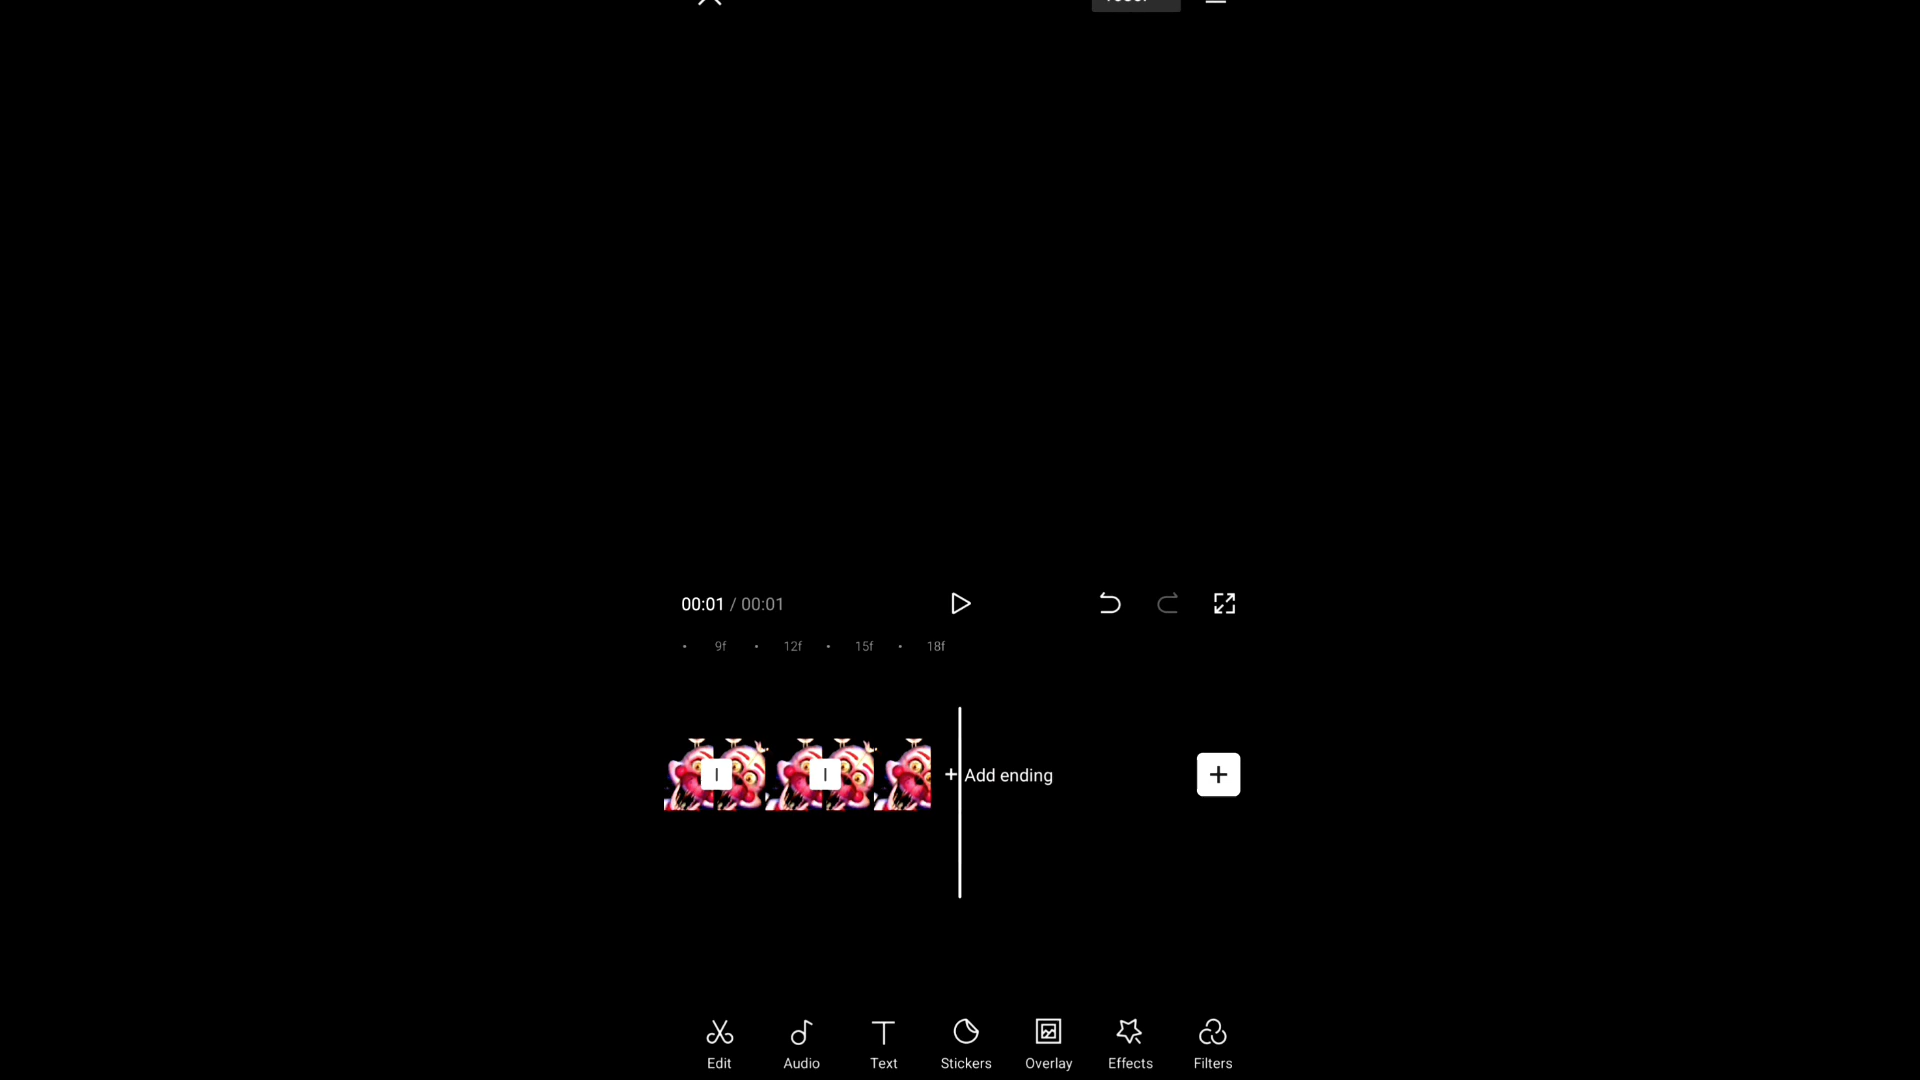 00:01 / 00:01
9f 12f 15f 18f
+ Add ending
Edit Audio Text Stickers Overlay Effects Filters